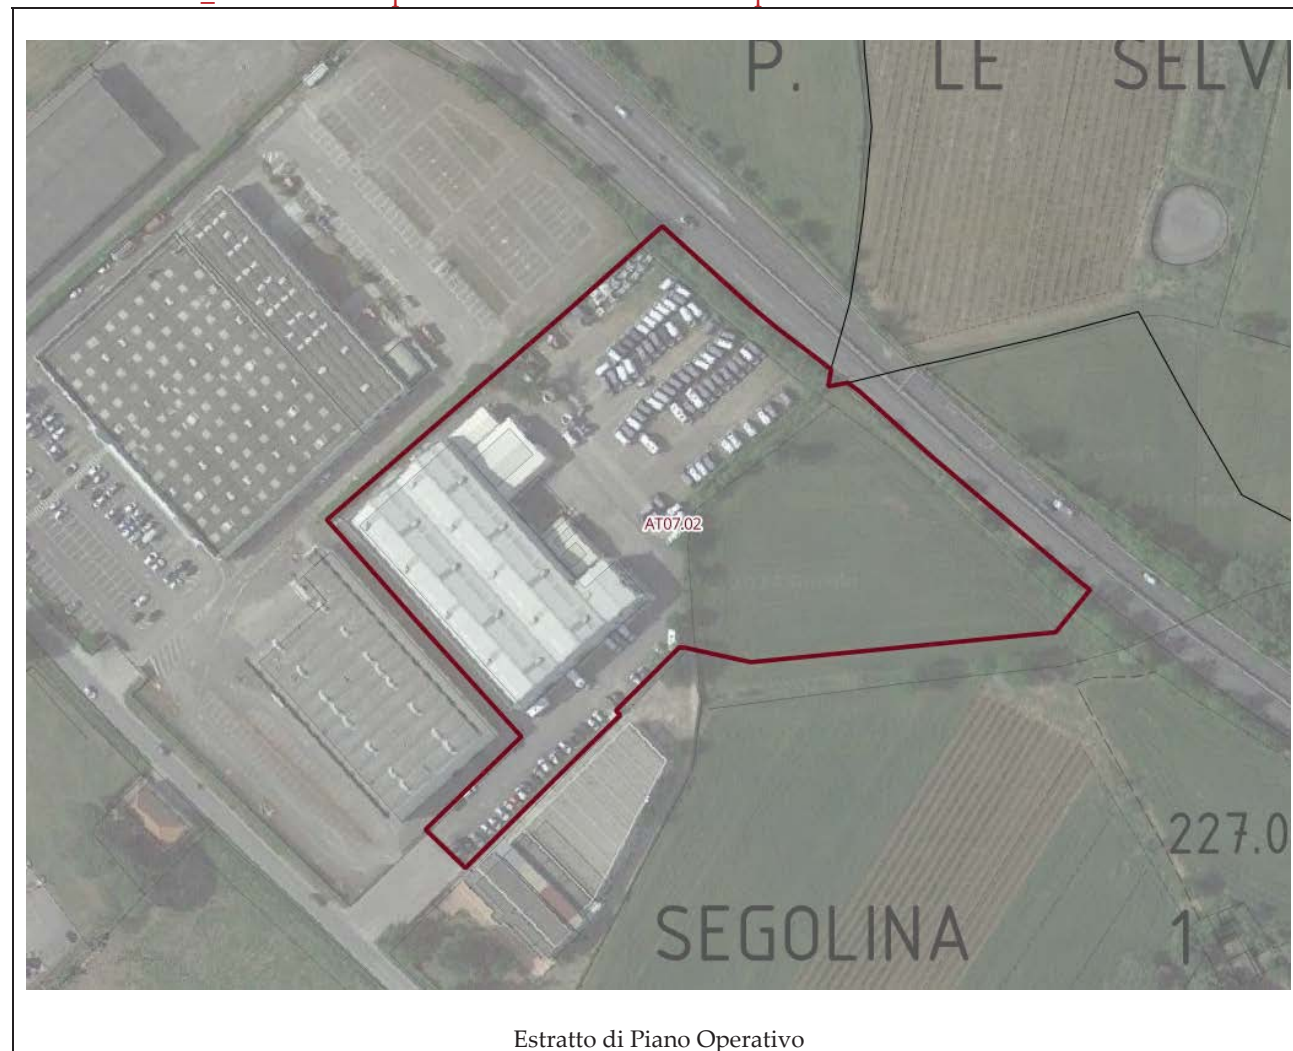 P. LE SELV
AT07.02
227.0
SEGOLINA 1
Estratto di Piano Operativo